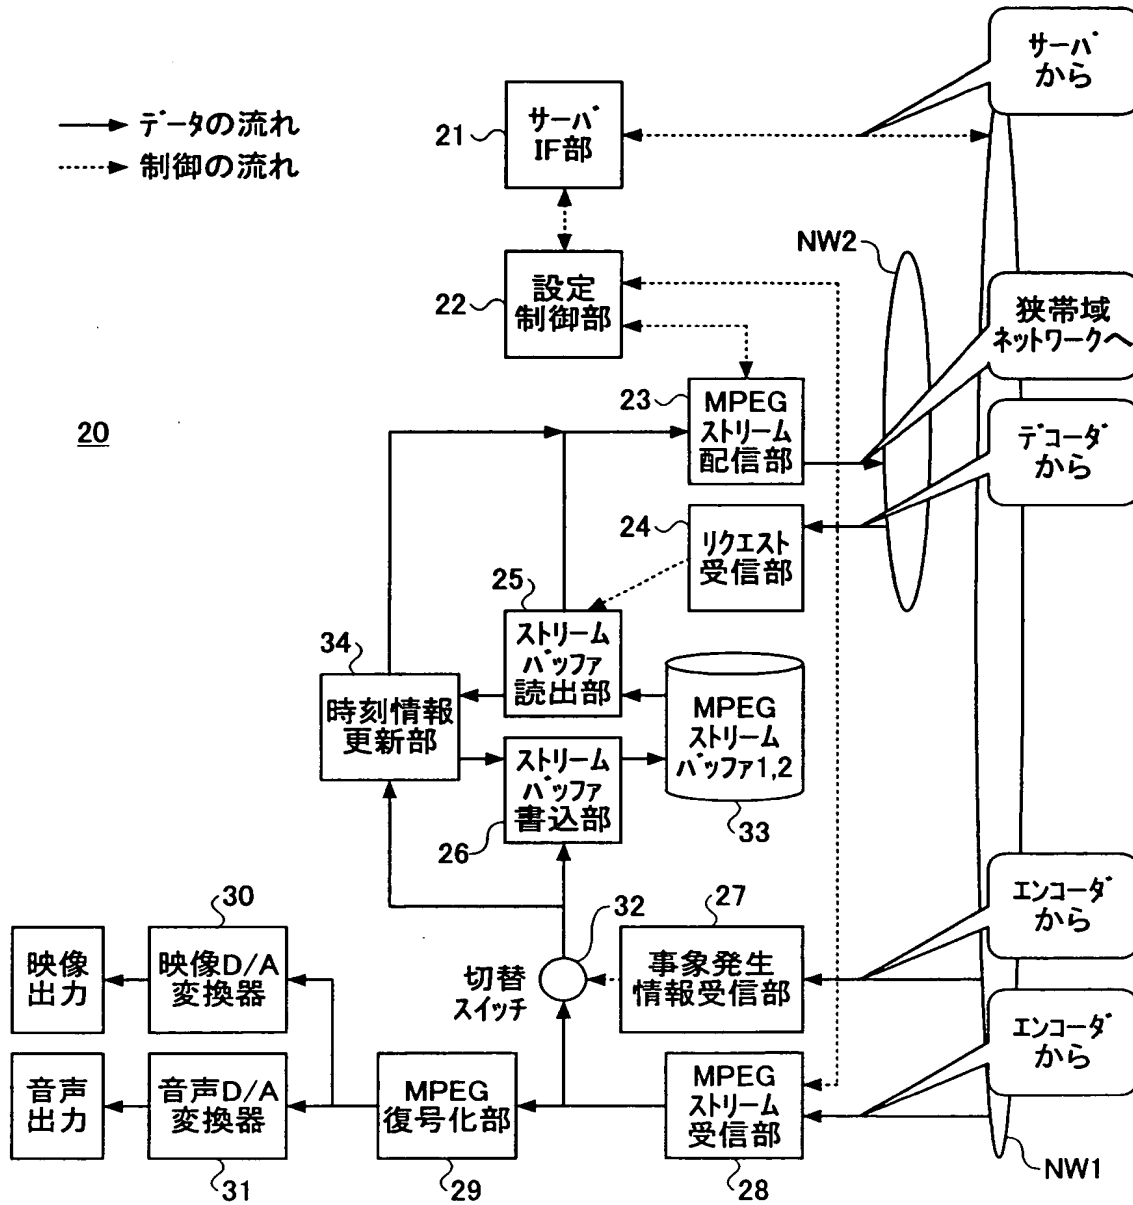 サーバ
から
データの流れ
制御の流れ
21
サーバ
IF部
NW2
22
設定
制御部
狭帯域
ネットワークへ
20
23
MPEG
ストリーム
配信部
デコーダ
から
24
リクエスト
受信部
25
ストリーム
バッファ
読出部
34
時刻情報
更新部
MPEG
ストリーム
バッファ1,2
33
ストリーム
バッファ
書込部
26
エンコーダ
から
30
32
27
映像
出力
映像D/A
変換器
切替
スイッチ
事象発生
情報受信部
エンコーダ
から
音声
出力
音声D/A
変換器
MPEG
復号化部
MPEG
ストリーム
受信部
31
29
28
NW1